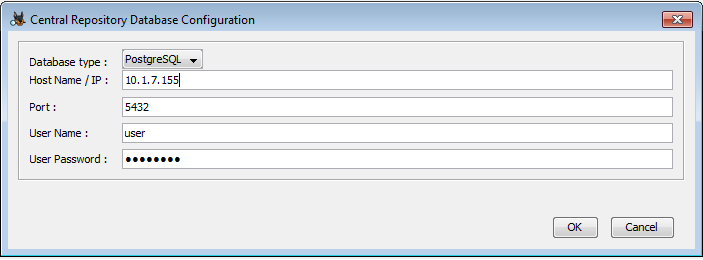 Central Repository Database Configuration
Database type : PostgreSQL
Host Name / IP : 10.1.7.155
Port : 5432
User Name : user
User Password : ●●●●●●●●
OK Cancel